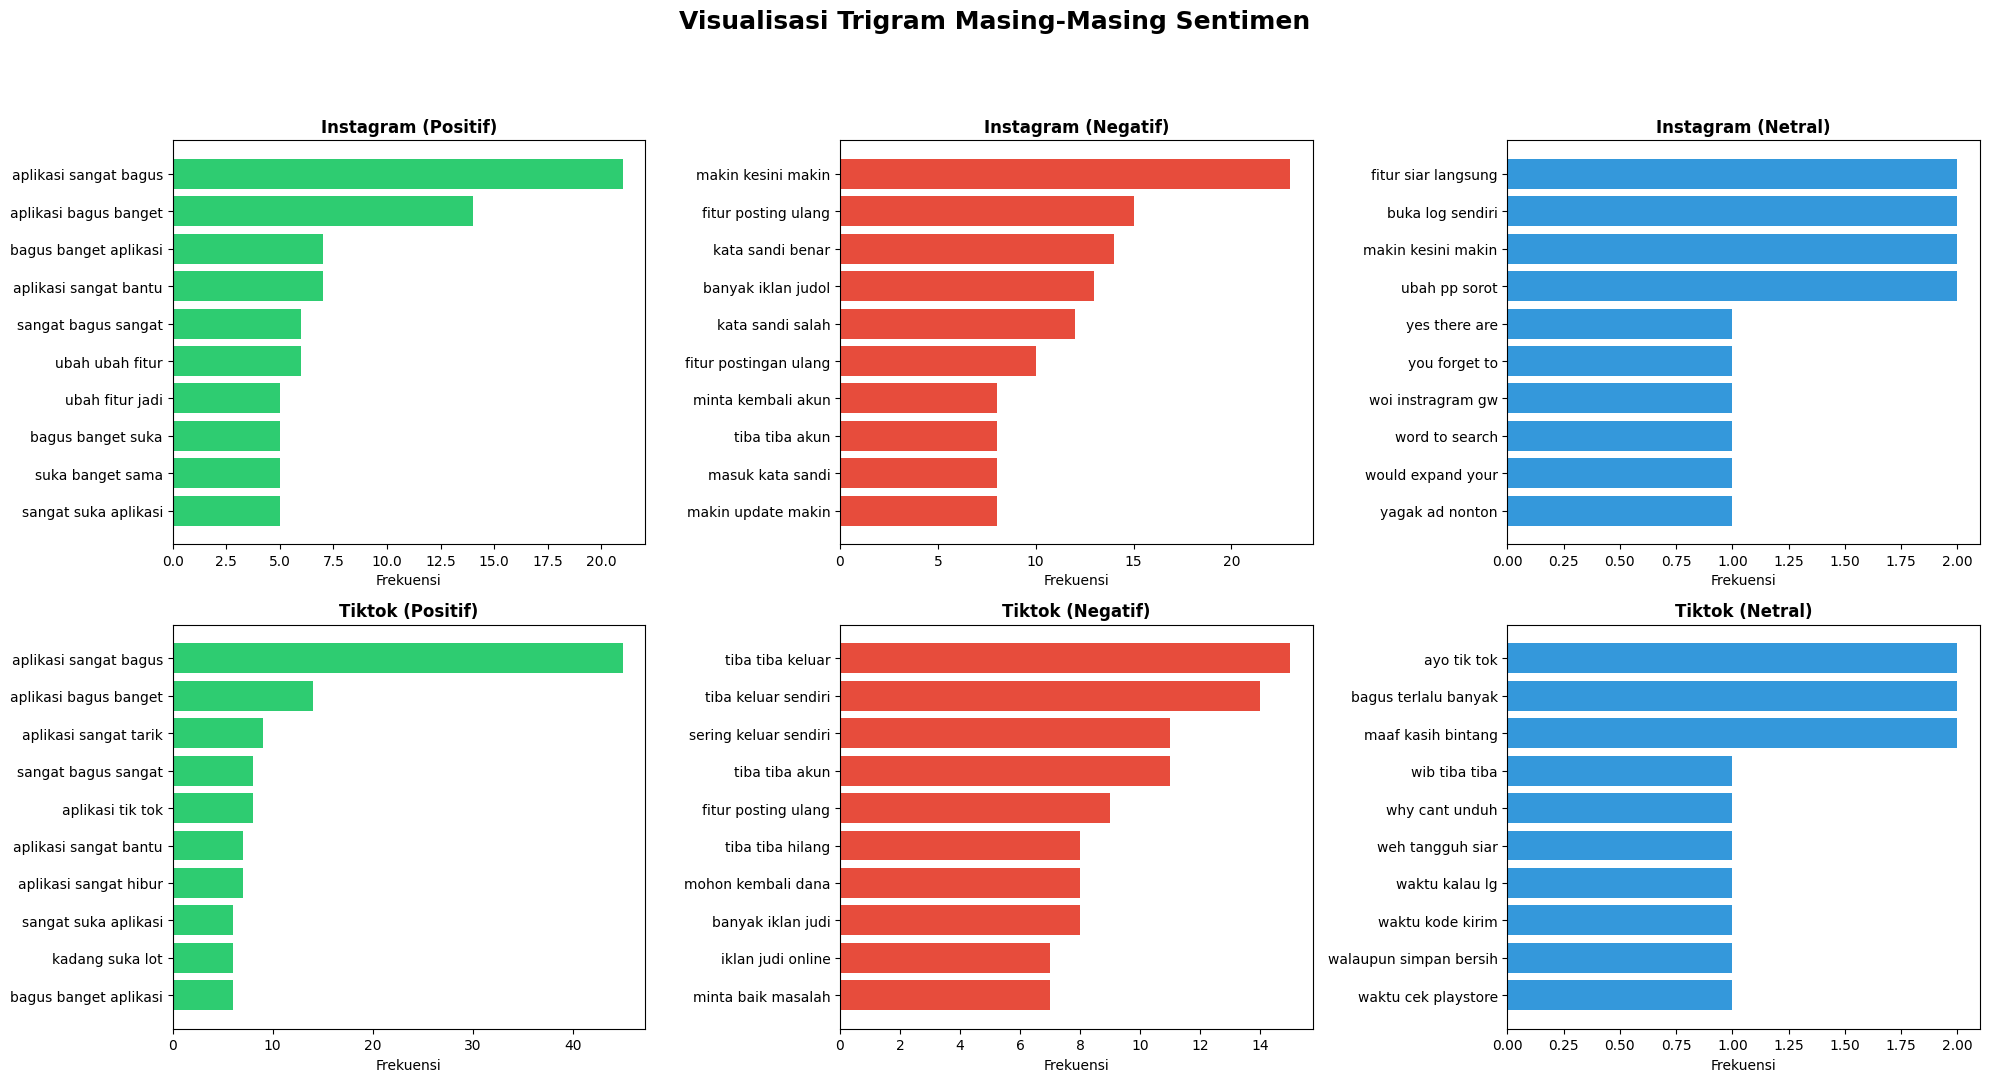 Visualisasi Trigram Masing-Masing Sentimen
Instagram (Positif)
aplikasi sangat bagus
aplikasi bagus banget
bagus banget aplikasi
aplikasi sangat bantu
sangat bagus sangat
ubah ubah fitur
ubah fitur jadi
bagus banget suka
suka banget sama
sangat suka aplikasi
0.0 2.5 5.0 7.5 10.0 12.5 15.0 17.5 20.0
Frekuensi
Instagram (Negatif)
makin kesini makin
fitur posting ulang
kata sandi benar
banyak iklan judol
kata sandi salah
fitur postingan ulang
minta kembali akun
tiba tiba akun
masuk kata sandi
makin update makin
0 5 10 15 20
Frekuensi
Instagram (Netral)
fitur siar langsung
buka log sendiri
makin kesini makin
ubah pp sorot
yes there are
you forget to
woi instragram gw
word to search
would expand your
yagak ad nonton
0.00 0.25 0.50 0.75 1.00 1.25 1.50 1.75 2.00
Frekuensi
Tiktok (Positif)
aplikasi sangat bagus
aplikasi bagus banget
aplikasi sangat tarik
sangat bagus sangat
aplikasi tik tok
aplikasi sangat bantu
aplikasi sangat hibur
sangat suka aplikasi
kadang suka lot
bagus banget aplikasi
0 10 20 30 40
Frekuensi
Tiktok (Negatif)
tiba tiba keluar
tiba keluar sendiri
sering keluar sendiri
tiba tiba akun
fitur posting ulang
tiba tiba hilang
mohon kembali dana
banyak iklan judi
iklan judi online
minta baik masalah
0 2 4 6 8 10 12 14
Frekuensi
Tiktok (Netral)
ayo tik tok
bagus terlalu banyak
maaf kasih bintang
wib tiba tiba
why cant unduh
weh tangguh siar
waktu kalau lg
waktu kode kirim
walaupun simpan bersih
waktu cek playstore
0.00 0.25 0.50 0.75 1.00 1.25 1.50 1.75 2.00
Frekuensi